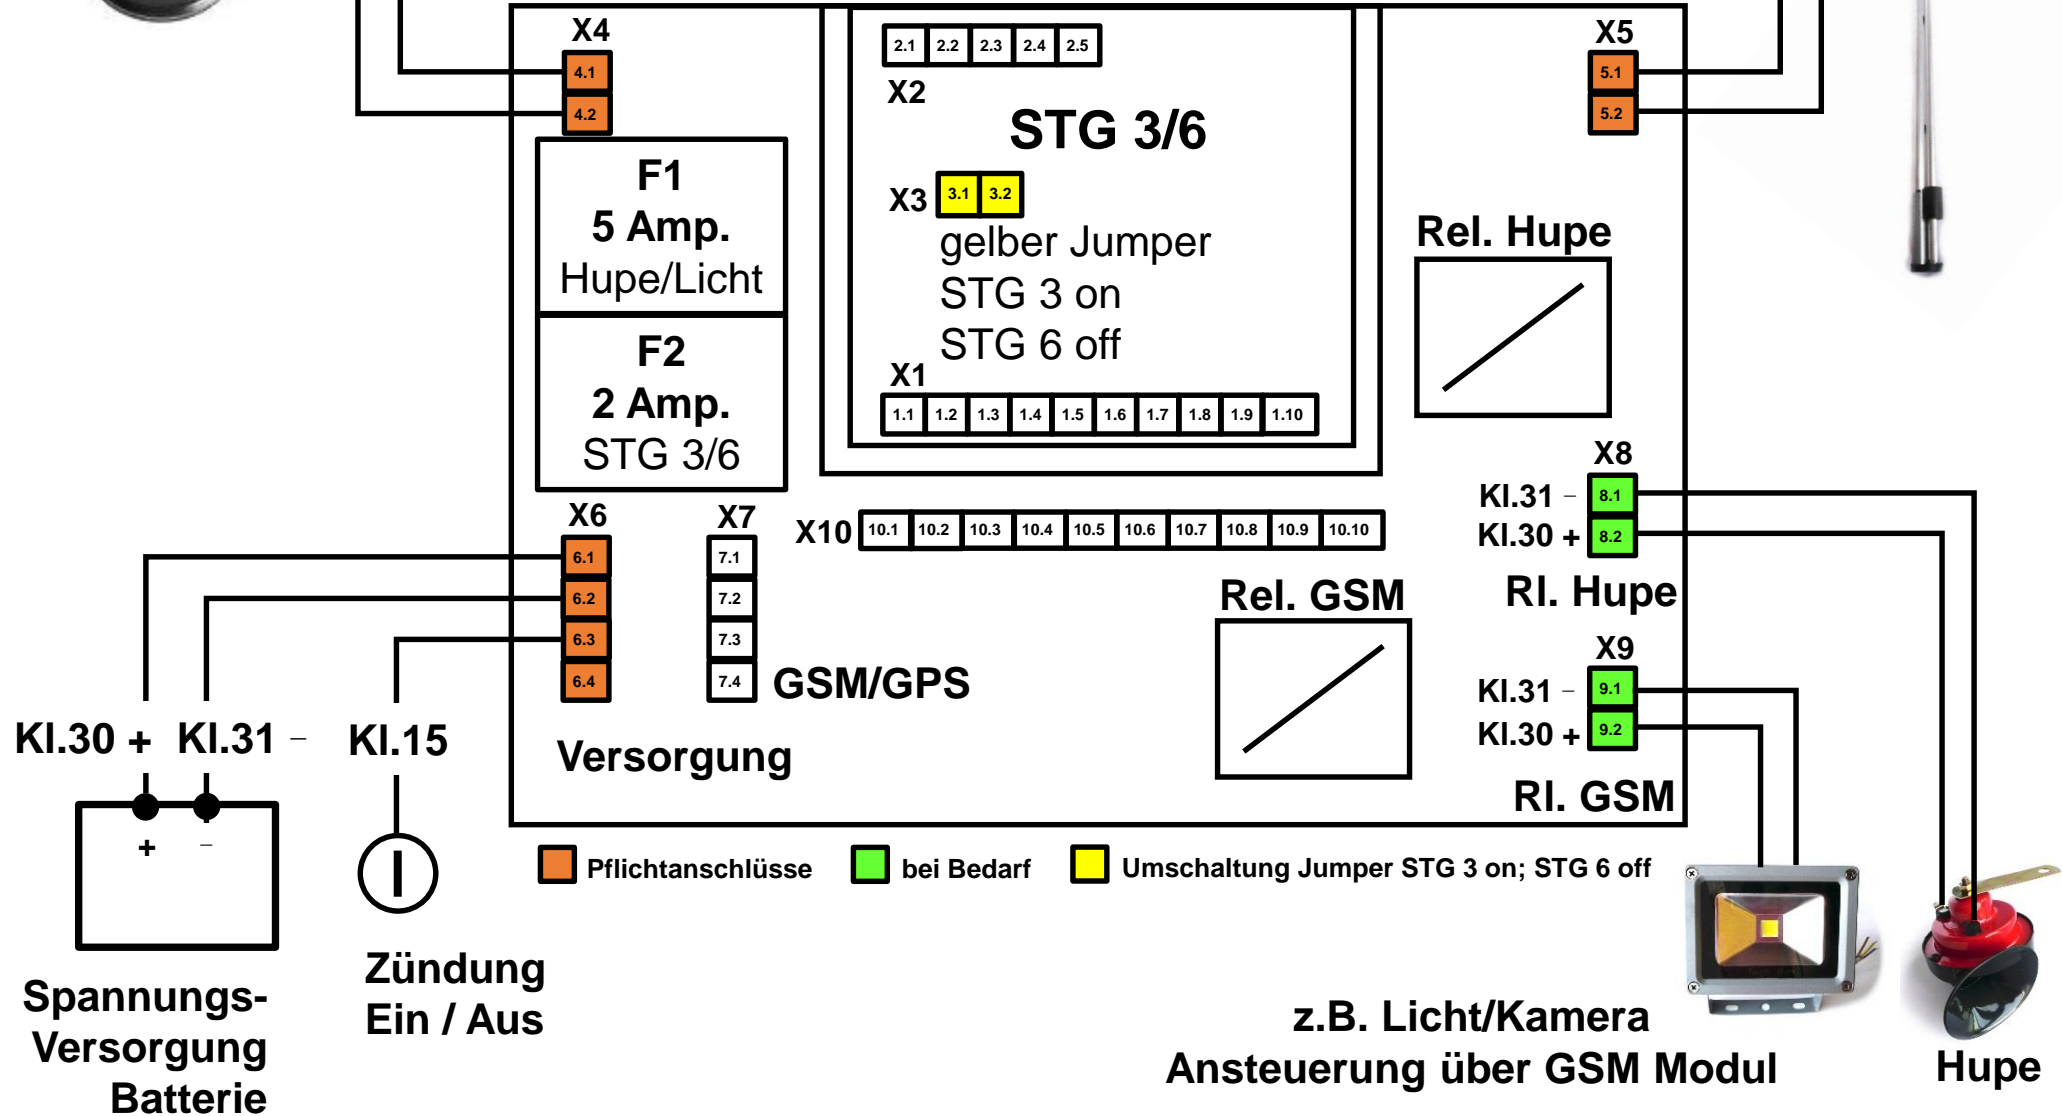 X4
4.1
4.2
2.1 2.2 2.3 2.4 2.5
X2
STG 3/6
X5
5.1
5.2
F1
5 Amp.
Hupe/Licht
X3 3.1 3.2
gelber Jumper
STG 3 on
STG 6 off
Rel. Hupe
F2
2 Amp.
STG 3/6
X1
1.1 1.2 1.3 1.4 1.5 1.6 1.7 1.8 1.9 1.10
X8
Kl.31 – 8.1
Kl.30 + 8.2
Rl. Hupe
X6
6.1
6.2
6.3
6.4
X7
7.1
7.2
7.3
7.4
GSM/GPS
X10 10.1 10.2 10.3 10.4 10.5 10.6 10.7 10.8 10.9 10.10
Rel. GSM
X9
Kl.31 – 9.1
Kl.30 + 9.2
Rl. GSM
Kl.30 + Kl.31 – Kl.15
Versorgung
+ –
Pflichtanschlüsse bei Bedarf Umschaltung Jumper STG 3 on; STG 6 off
Spannungs-
Versorgung
Batterie
Zündung
Ein / Aus
z.B. Licht/Kamera
Ansteuerung über GSM Modul
Hupe